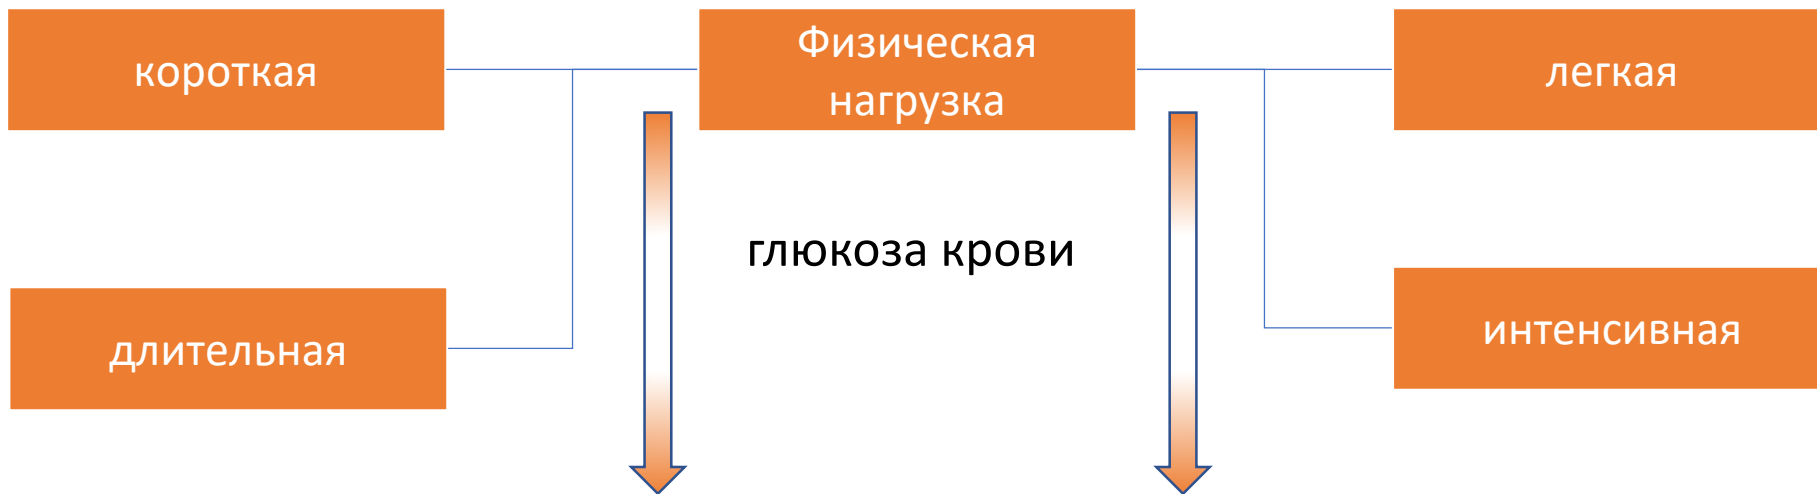 короткая
Физическая
нагрузка
легкая
глюкоза крови
длительная
интенсивная